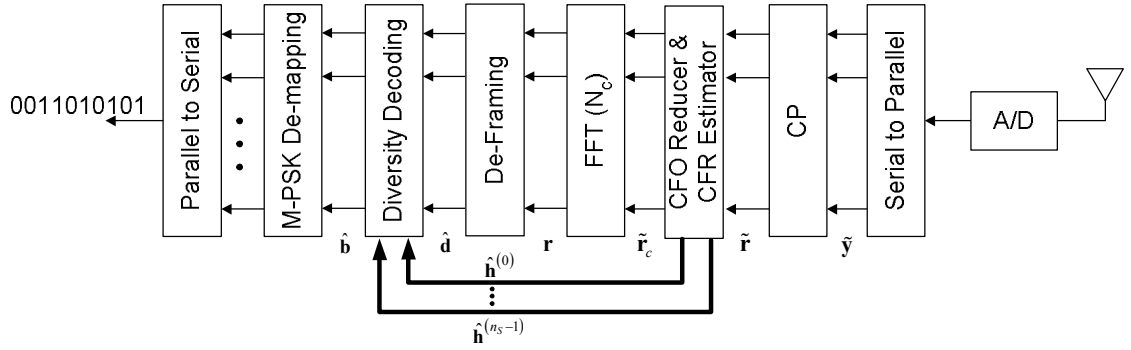 0011010101
Parallel to Serial
M-PSK De-mapping
Diversity Decoding
De-Framing
FFT (N_c)
CFO Reducer &
CFR Estimator
CP
Serial to Parallel
A/D
b̂
d̂
r
r̃_c
r̃
ỹ
ĥ^(0)
ĥ^(n_S−1)